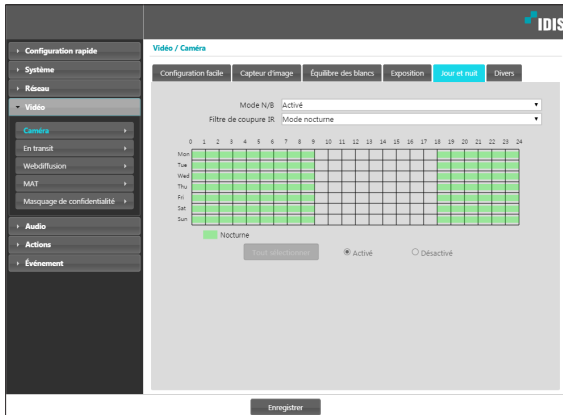 IDIS
Configuration rapide
Système
Réseau
Vidéo
Caméra
En transit
Webdiffusion
MAT
Masquage de confidentialité
Audio
Actions
Événement
Vidéo / Caméra
Configuration facile Capteur d'image Équilibre des blancs Exposition Jour et nuit Divers
Mode N/B Activé
Filtre de coupure IR Mode nocturne
0 1 2 3 4 5 6 7 8 9 10 11 12 13 14 15 16 17 18 19 20 21 22 23 24
Mon
Tue
Wed
Thu
Fri
Sat
Sun
Nocturne
Tout sélectionner Activé Désactivé
Enregistrer